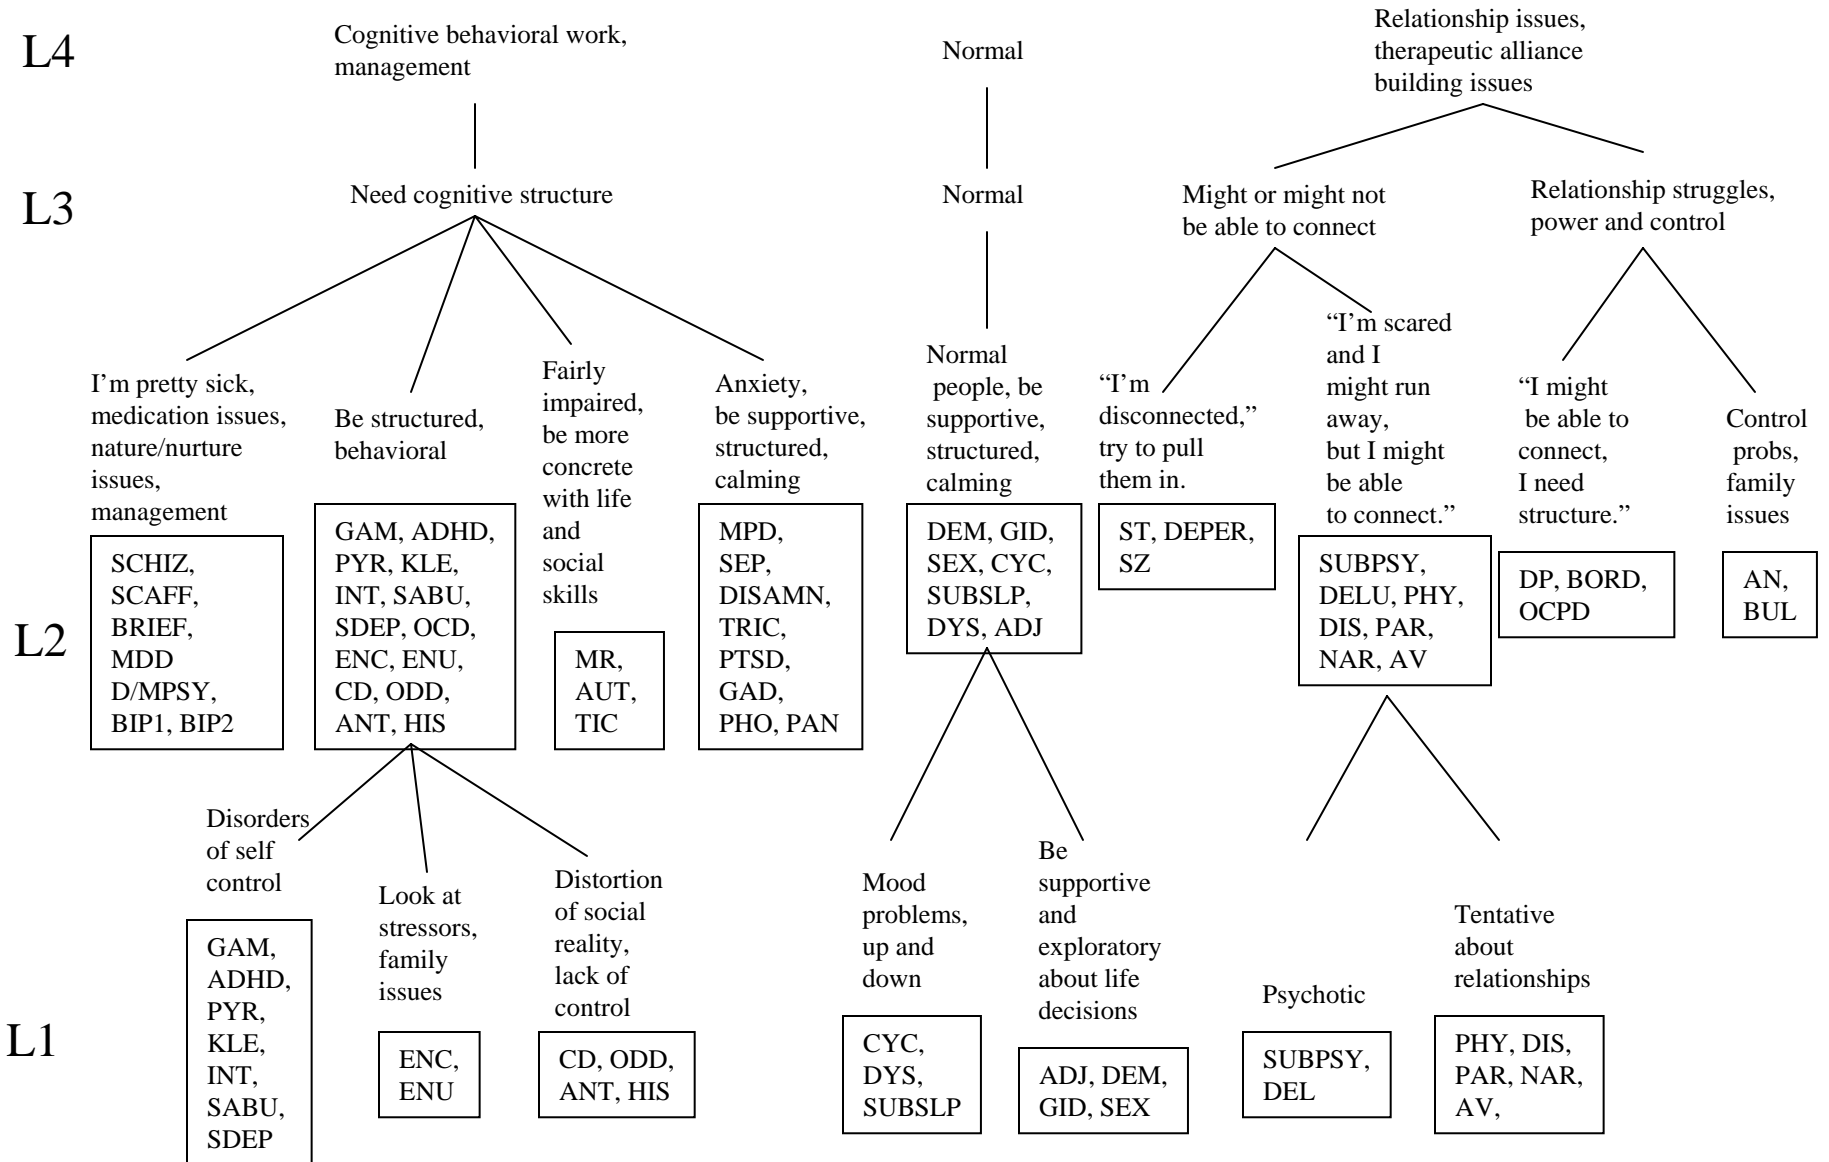 L4
Cognitive behavioral work,
management
Normal
Relationship issues,
therapeutic alliance
building issues
L3
Need cognitive structure
Normal
Might or might not
be able to connect
Relationship struggles,
power and control
L2
I’m pretty sick,
medication issues,
nature/nurture
issues,
management
SCHIZ,
SCAFF,
BRIEF,
MDD
D/MPSY,
BIP1, BIP2
Be structured,
behavioral
GAM, ADHD,
PYR, KLE,
INT, SABU,
SDEP, OCD,
ENC, ENU,
CD, ODD,
ANT, HIS
Fairly
impaired,
be more
concrete
with life
and
social
skills
MR,
AUT,
TIC
Anxiety,
be supportive,
structured,
calming
MPD,
SEP,
DISAMN,
TRIC,
PTSD,
GAD,
PHO, PAN
Normal
people, be
supportive,
structured,
calming
DEM, GID,
SEX, CYC,
SUBSLP,
DYS, ADJ
“I’m
disconnected,”
try to pull
them in.
ST, DEPER,
SZ
“I’m scared
and I
might run
away,
but I might
be able
to connect.”
SUBPSY,
DELU, PHY,
DIS, PAR,
NAR, AV
“I might
be able to
connect,
I need
structure.”
DP, BORD,
OCPD
Control
probs,
family
issues
AN,
BUL
L1
Disorders
of self
control
GAM,
ADHD,
PYR,
KLE,
INT,
SABU,
SDEP
Look at
stressors,
family
issues
ENC,
ENU
Distortion
of social
reality,
lack of
control
CD, ODD,
ANT, HIS
Mood
problems,
up and
down
CYC,
DYS,
SUBSLP
Be
supportive
and
exploratory
about life
decisions
ADJ, DEM,
GID, SEX
Psychotic
SUBPSY,
DEL
Tentative
about
relationships
PHY, DIS,
PAR, NAR,
AV,